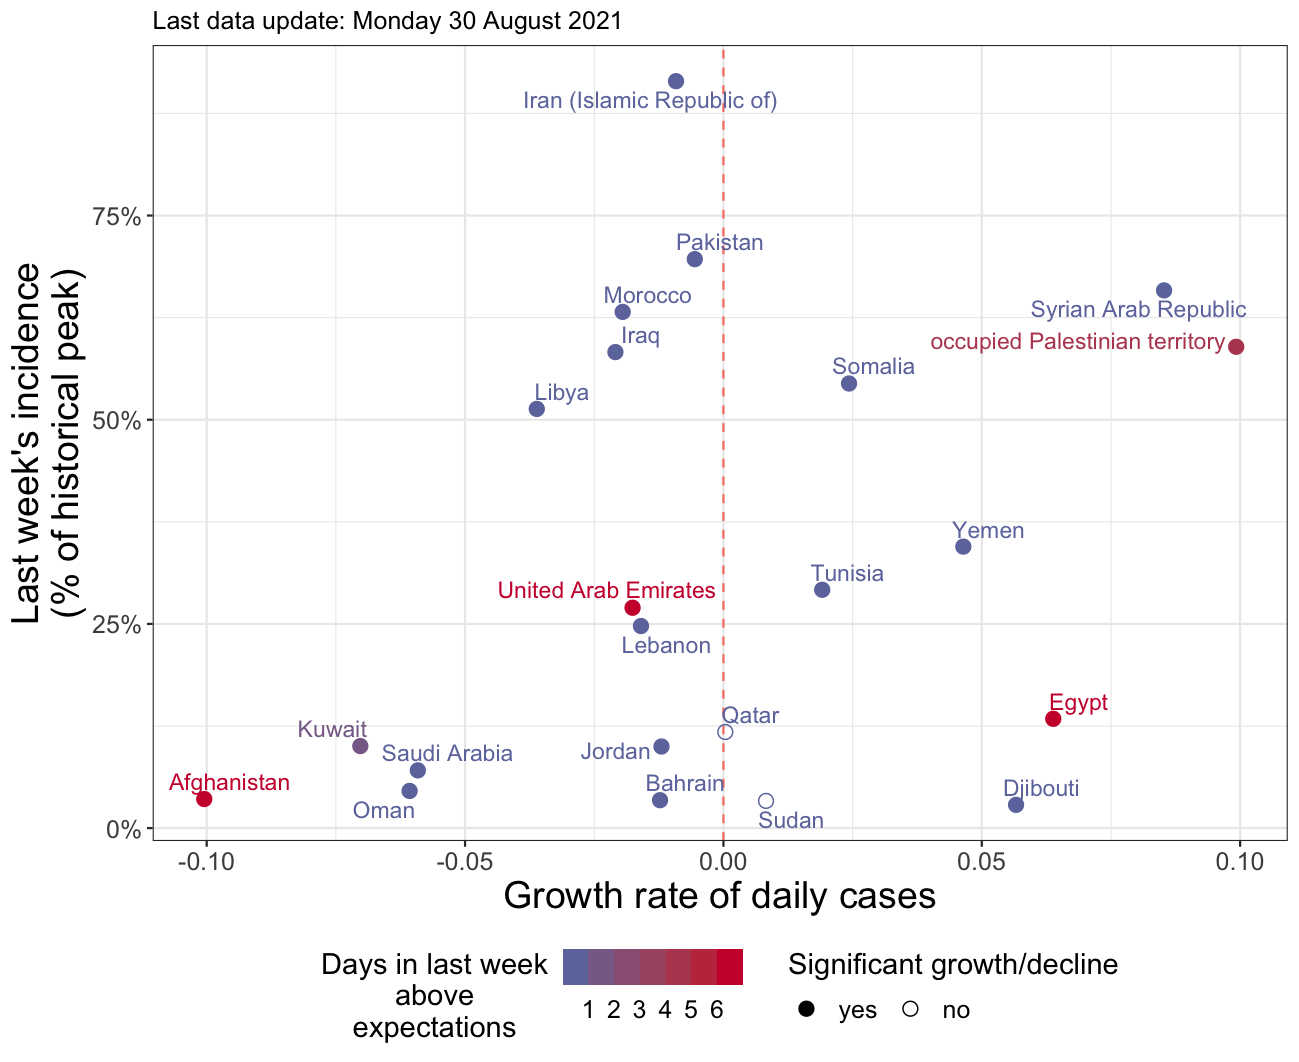 Last data update: Monday 30 August 2021
Last week's incidence
(% of historical peak)
75%
50%
25%
0%
Iran (Islamic Republic of)
Pakistan
Morocco
Syrian Arab Republic
Iraq
occupied Palestinian territory
Somalia
Libya
Yemen
Tunisia
United Arab Emirates
Lebanon
Egypt
Qatar
Kuwait
Saudi Arabia
Jordan
Afghanistan
Bahrain
Djibouti
Oman
Sudan
-0.10
-0.05
0.00
0.05
0.10
Growth rate of daily cases
Days in last week
above
expectations
1 2 3 4 5 6
Significant growth/decline
yes
no